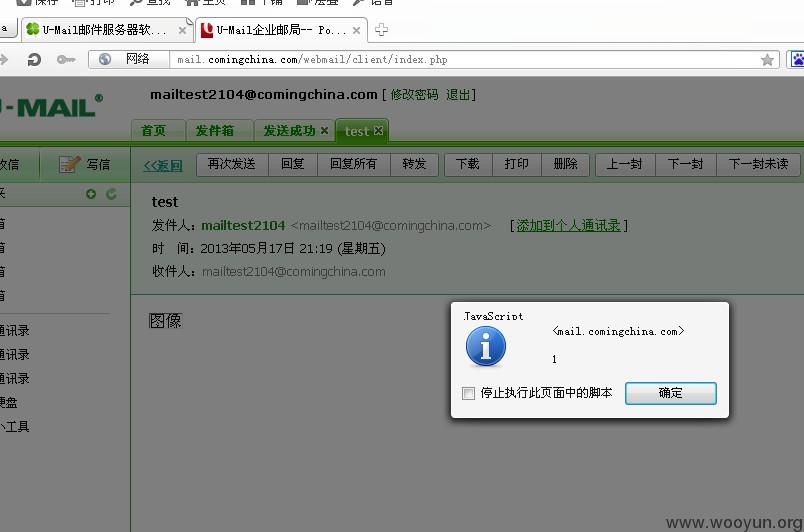 保存 打印 查找 主页 平铺 层叠 语音
U-Mail邮件服务器软... U-Mail企业邮局-- Po...
网络 mail.comingchina.com/webmail/client/index.php
U-MAIL® mailtest2104@comingchina.com [ 修改密码 退出]
首页 发件箱 发送成功 test
收信 写信 <<返回 再次发送 回复 回复所有 转发 下载 打印 删除 上一封 下一封 下一封未读
test
发件人: mailtest2104 <mailtest2104@comingchina.com> [添加到个人通讯录]
时 间: 2013年05月17日 21:19 (星期五)
收件人: mailtest2104@comingchina.com
图像
通讯录
通讯录
通讯录
硬盘
小工具
JavaScript
<mail.comingchina.com>
1
停止执行此页面中的脚本 确定
www.wooyun.org